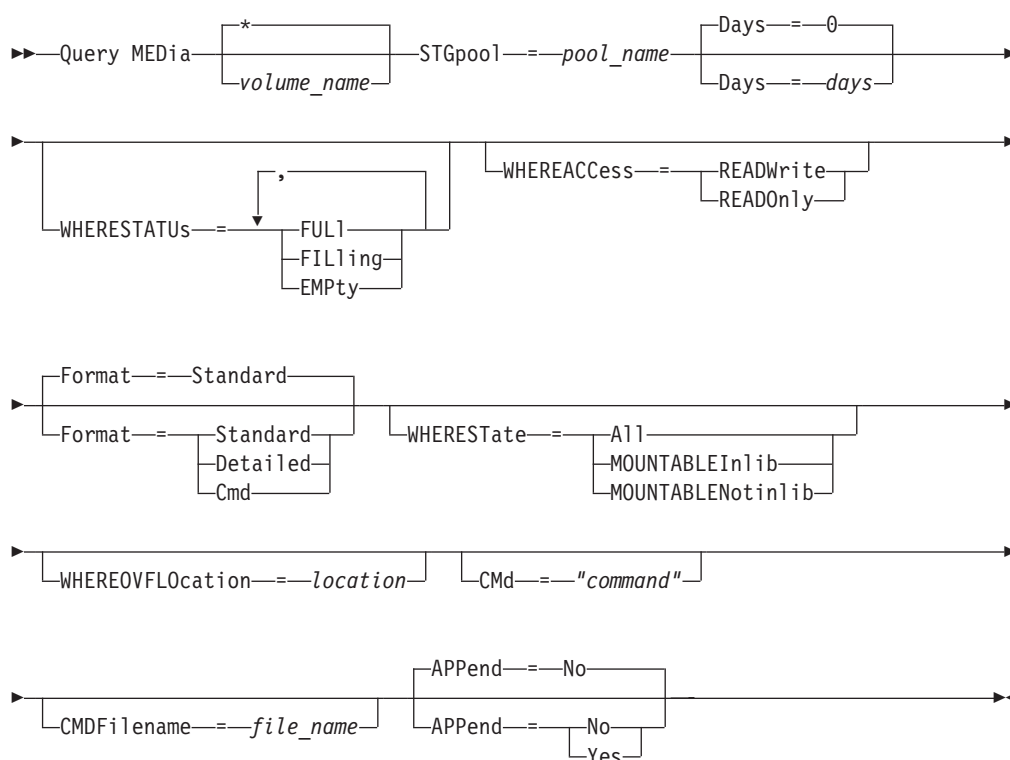 *
Query MEDia STGpool = pool_name Days = 0
volume_name Days = days
WHERESTATUs = , FULl
FILling
EMPty
WHEREACCess = READWrite
READOnly
Format = Standard
Format = Standard
Detailed
Cmd
WHERESTate = All
MOUNTABLEInlib
MOUNTABLENotinlib
WHEREOVFLOcation = location CMd = "command"
CMDFilename = file_name APPend = No
APPend = No
Yes